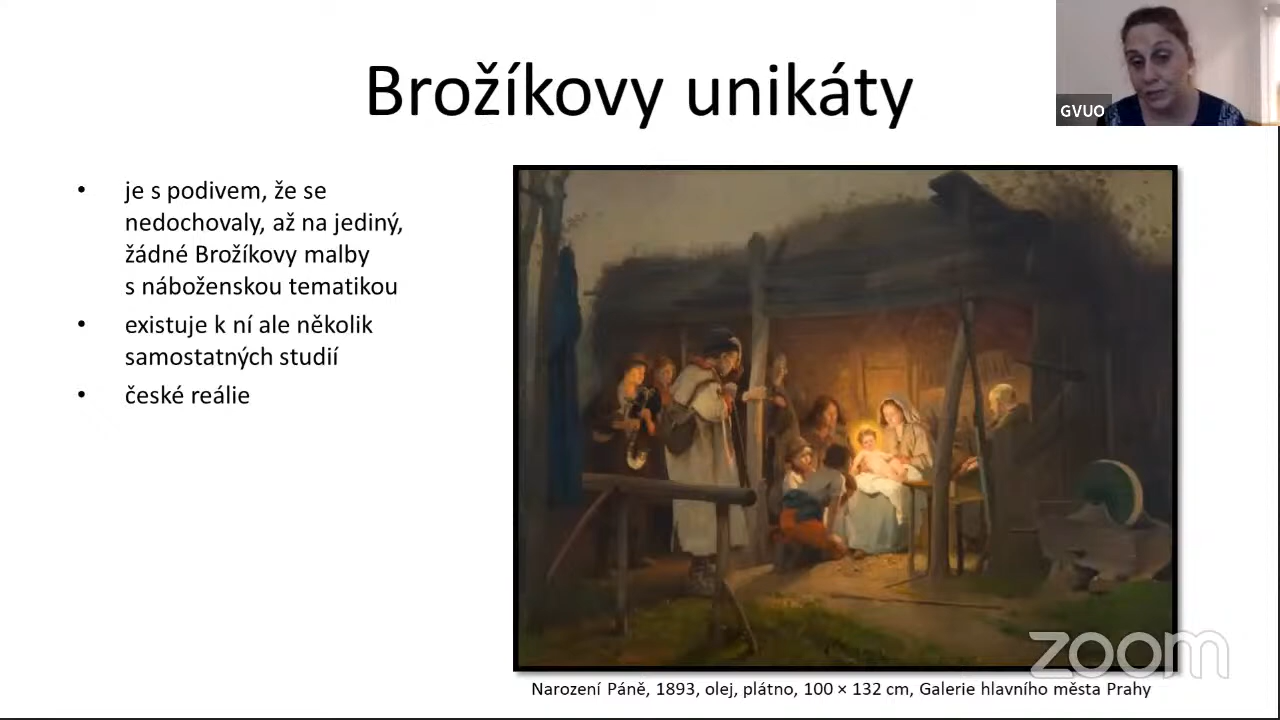 Brožíkovy unikáty
GVUO
• je s podivem, že se
nedochovaly, až na jediný,
žádné Brožíkovy malby
s náboženskou tematikou
• existuje k ní ale několik
samostatných studií
• české reálie
zoom
Narození Páně, 1893, olej, plátno, 100 × 132 cm, Galerie hlavního města Prahy